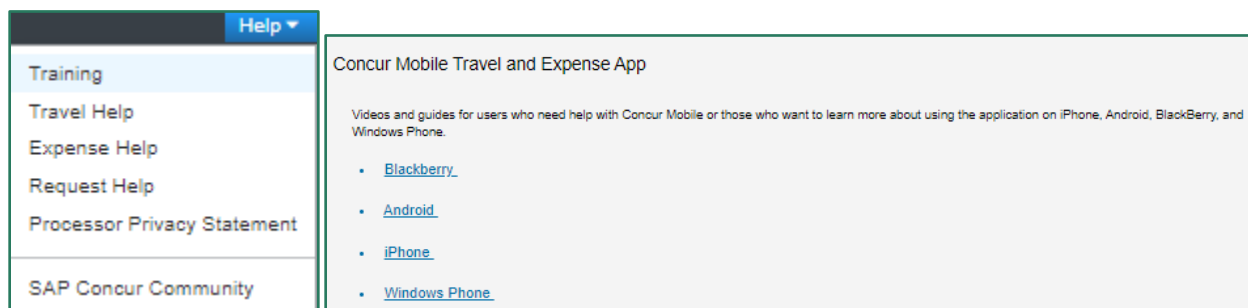 Help
Training
Travel Help
Expense Help
Request Help
Processor Privacy Statement
SAP Concur Community
Concur Mobile Travel and Expense App
Videos and guides for users who need help with Concur Mobile or those who want to learn more about using the application on iPhone, Android, BlackBerry, and
Windows Phone.
• Blackberry
• Android
• iPhone
• Windows Phone